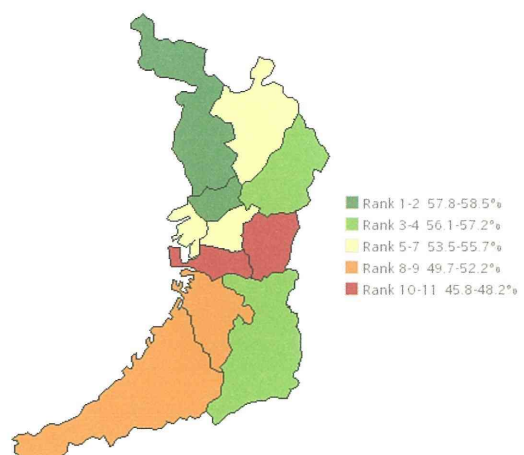 Rank 1-2 57.8-58.5%
Rank 3-4 56.1-57.2%
Rank 5-7 53.5-55.7%
Rank 8-9 49.7-52.2%
Rank 10-11 45.8-48.2%